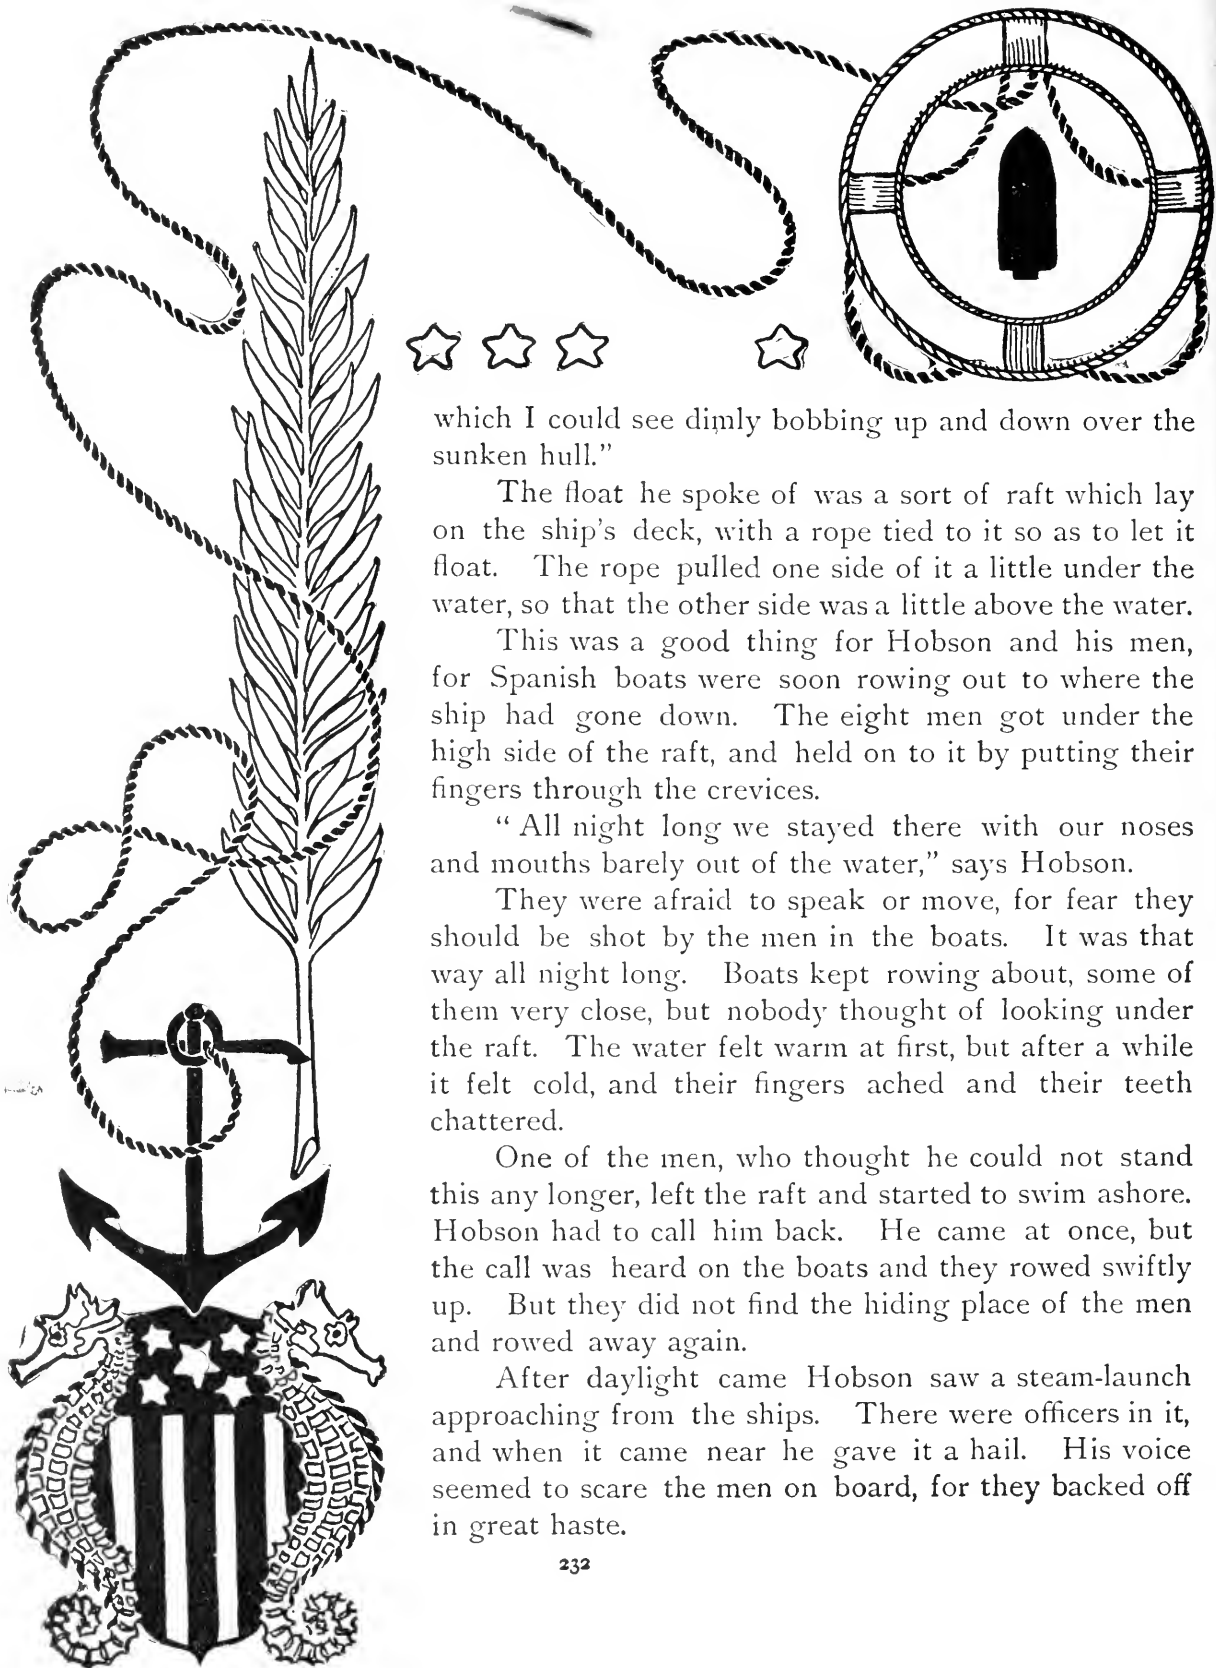 which I could see dimly bobbing up and down over the
sunken hull.”
The float he spoke of was a sort of raft which lay
on the ship’s deck, with a rope tied to it so as to let it
float. The rope pulled one side of it a little under the
water, so that the other side was a little above the water.
This was a good thing for Hobson and his men,
for Spanish boats were soon rowing out to where the
ship had gone down. The eight men got under the
high side of the raft, and held on to it by putting their
fingers through the crevices.
“ All night long we stayed there with our noses
and mouths barely out of the water,” says Hobson.
They were afraid to speak or move, for fear they
should be shot by the men in the boats. It was that
way all night long. Boats kept rowing about, some of
them very close, but nobody thought of looking under
the raft. The water felt warm at first, but after a while
it felt cold, and their fingers ached and their teeth
chattered.
One of the men, who thought he could not stand
this any longer, left the raft and started to swim ashore.
Hobson had to call him back. He came at once, but
the call was heard on the boats and they rowed swiftly
up. But they did not find the hiding place of the men
and rowed away again.
After daylight came Hobson saw a steam-launch
approaching from the ships. There were officers in it,
and when it came near he gave it a hail. His voice
seemed to scare the men on board, for they backed off
in great haste.
232